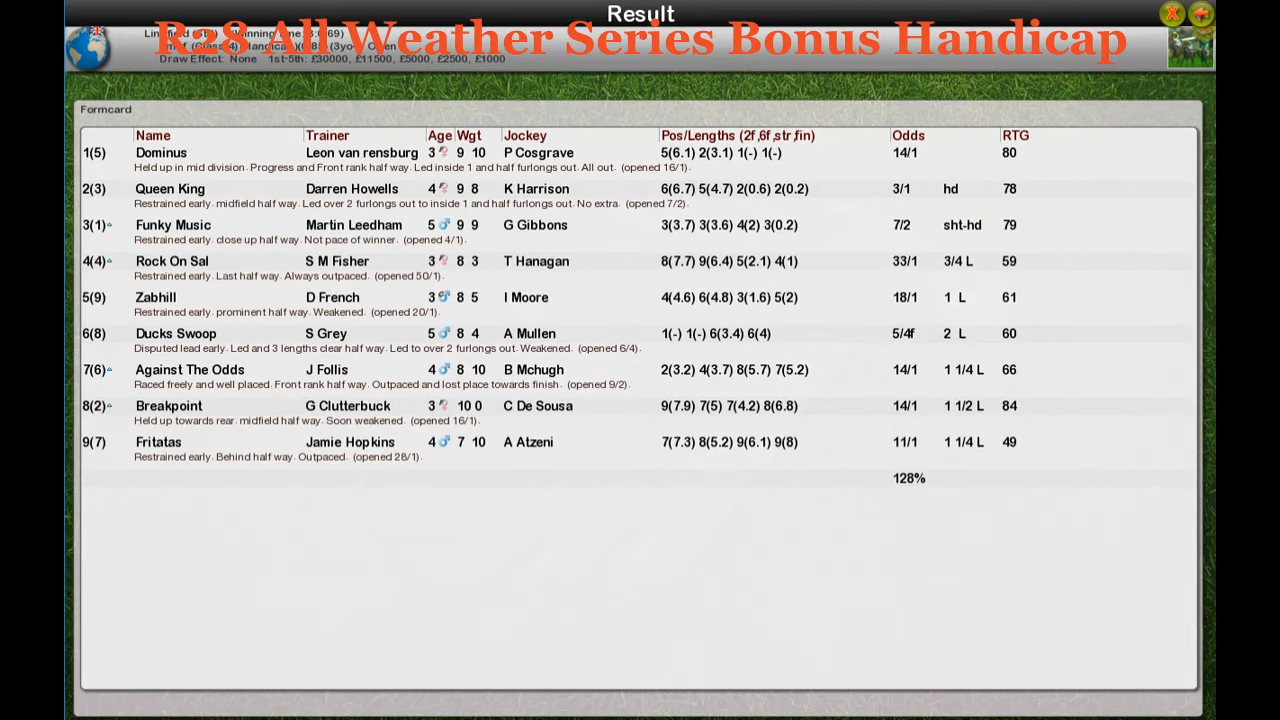 Result
Ra8 All Weather Series Bonus Handicap
Draw Effect: None 1st-5th: £30000, £11500, £5000, £2500, £1000
Formcard
Name Trainer Age Wgt Jockey Pos/Lengths (2f,6f,str,fin) Odds RTG
1(5) Dominus Leon van rensburg 3 9 10 P Cosgrave 5(6.1) 2(3.1) 1(-) 1(-) 14/1 80
Held up in mid division. Progress and Front rank half way. Led inside 1 and half furlongs out. All out. (opened 16/1).
2(3) Queen King Darren Howells 4 9 8 K Harrison 6(6.7) 5(4.7) 2(0.6) 2(0.2) 3/1 hd 78
Restrained early. midfield half way. Led over 2 furlongs out to inside 1 and half furlongs out. No extra. (opened 7/2).
3(1) Funky Music Martin Leedham 5 9 9 G Gibbons 3(3.7) 3(3.6) 4(2) 3(0.2) 7/2 sht-hd 79
Restrained early. close up half way. Not pace of winner. (opened 4/1).
4(4) Rock On Sal S M Fisher 3 8 3 T Hanagan 8(7.7) 9(6.4) 5(2.1) 4(1) 33/1 3/4 L 59
Restrained early. Last half way. Always outpaced. (opened 50/1).
5(9) Zabhill D French 3 8 5 I Moore 4(4.6) 6(4.8) 3(1.6) 5(2) 18/1 1 L 61
Restrained early. prominent half way. Weakened. (opened 20/1).
6(8) Ducks Swoop S Grey 5 8 4 A Mullen 1(-) 1(-) 6(3.4) 6(4) 5/4f 2 L 60
Disputed lead early. Led and 3 lengths clear half way. Led to over 2 furlongs out. Weakened. (opened 6/4).
7(6) Against The Odds J Follis 4 8 10 B Mchugh 2(3.2) 4(3.7) 8(5.7) 7(5.2) 14/1 1 1/4 L 66
Raced freely and well placed. Front rank half way. Outpaced and lost place towards finish. (opened 9/2).
8(2) Breakpoint G Clutterbuck 3 10 0 C De Sousa 9(7.9) 7(5) 7(4.2) 8(6.8) 14/1 1 1/2 L 84
Held up towards rear. midfield half way. Soon weakened. (opened 16/1).
9(7) Fritatas Jamie Hopkins 4 7 10 A Atzeni 7(7.3) 8(5.2) 9(6.1) 9(8) 11/1 1 1/4 L 49
Restrained early. Behind half way. Outpaced. (opened 28/1).
128%